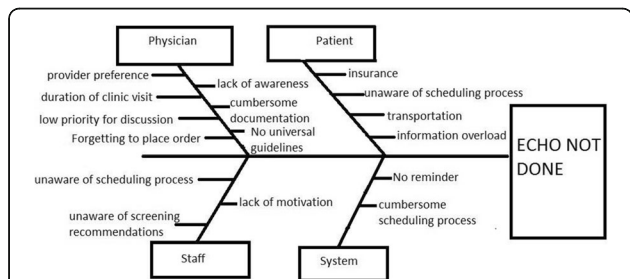 Physician
provider preference
duration of clinic visit
low priority for discussion
Forgetting to place order
lack of awareness
cumbersome
documentation
No universal
guidelines
Patient
insurance
unaware of scheduling process
transportation
information overload
ECHO NOT
DONE
unaware of scheduling process
unaware of screening
recommendations
lack of motivation
Staff
No reminder
cumbersome
scheduling process
System